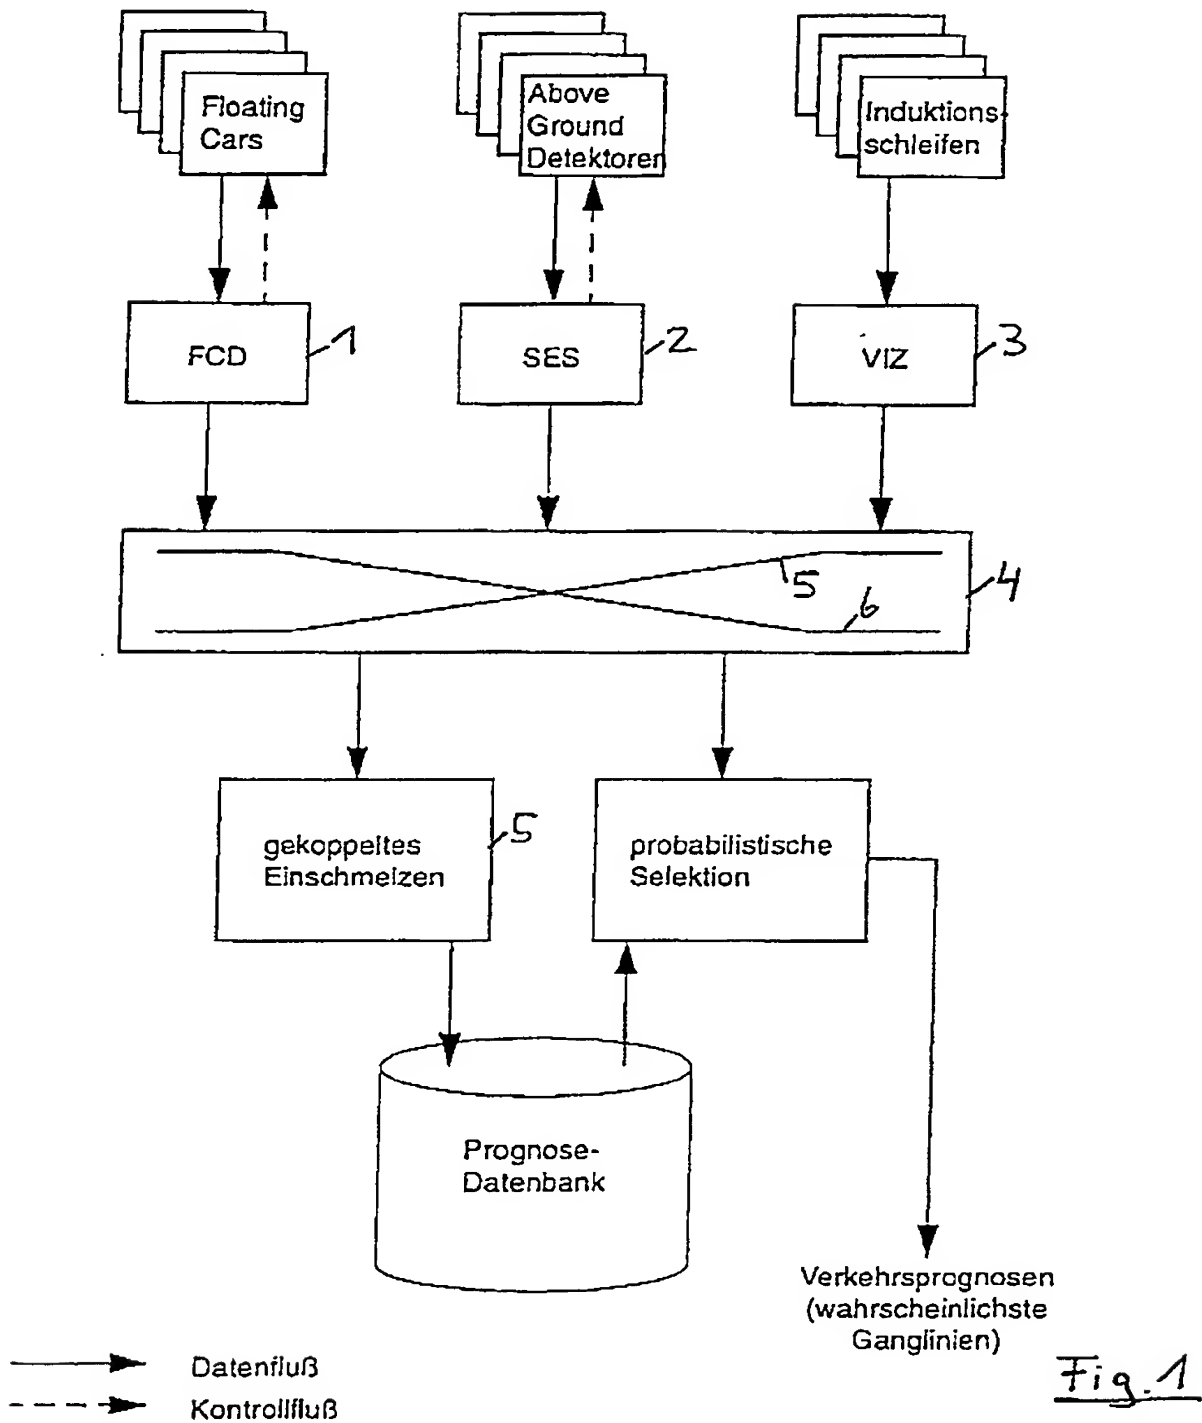 Floating
Cars
Above
Ground
Detektoren
Induktions-
schleifen
FCD
1
SES
2
VIZ
3
5
4
6
gekoppeltes
Einschmelzen
5
probabilistische
Selektion
Prognose-
Datenbank
Verkehrsprognosen
(wahrscheinlichste
Ganglinien)
Datenfluß
Kontrollfluß
Fig. 1